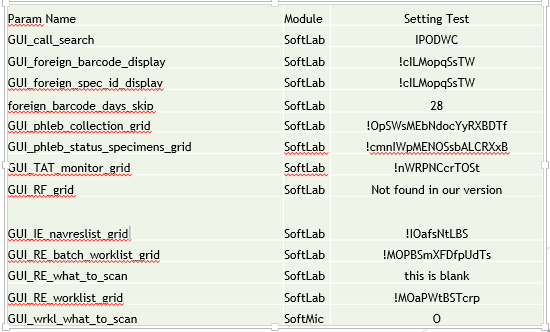 Param Name Module Setting Test
GUI_call_search SoftLab IPODWC
GUI_foreign_barcode_display SoftLab !cILMopqSsTW
GUI_foreign_spec_id_display SoftLab !cILMopqSsTW
foreign_barcode_days_skip SoftLab 28
GUI_phleb_collection_grid SoftLab !OpSWsMEbNdocYyRXBDTf
GUI_phleb_status_specimens_grid SoftLab !cmnIWpMENOSsbALCRXxB
GUI_TAT_monitor_grid SoftLab !nWRPNCcrTOSt
GUI_RF_grid SoftLab Not found in our version
GUI_IE_navreslist_grid SoftLab !IOafsNtLBS
GUI_RE_batch_worklist_grid SoftLab !MOPBSmXFDfpUdTs
GUI_RE_what_to_scan SoftLab this is blank
GUI_RE_worklist_grid SoftLab !MOaPWtBSTcrp
GUI_wrkl_what_to_scan SoftMic O